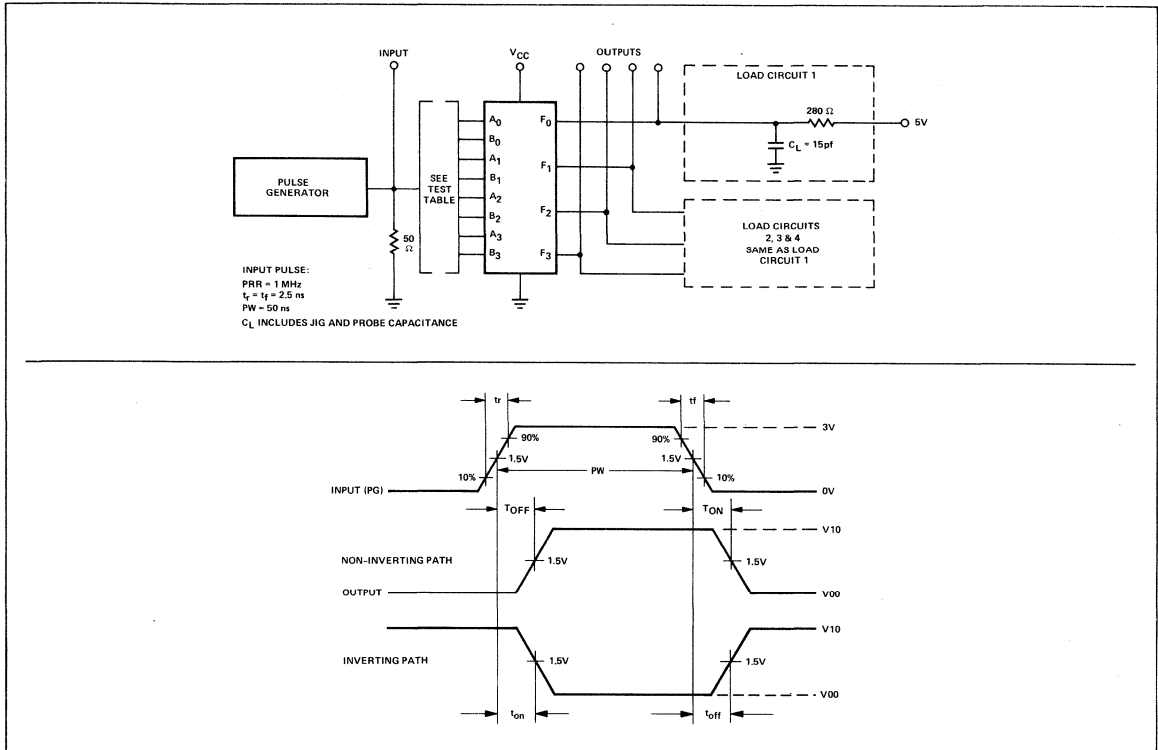 INPUT
VCC
OUTPUTS
LOAD CIRCUIT 1
280 Ω
5V
CL = 15pf
A0
B0
A1
B1
A2
B2
A3
B3
F0
F1
F2
F3
PULSE
GENERATOR
SEE
TEST
TABLE
50
Ω
LOAD CIRCUITS
2, 3 & 4
SAME AS LOAD
CIRCUIT 1
INPUT PULSE:
PRR = 1 MHz
tr = tf = 2.5 ns
PW = 50 ns
CL INCLUDES JIG AND PROBE CAPACITANCE
tr
tf
3V
90%
90%
1.5V
1.5V
PW
10%
10%
INPUT (PG)
0V
TOFF
TON
V10
NON-INVERTING PATH
1.5V
1.5V
OUTPUT
V00
V10
INVERTING PATH
1.5V
1.5V
V00
ton
toff